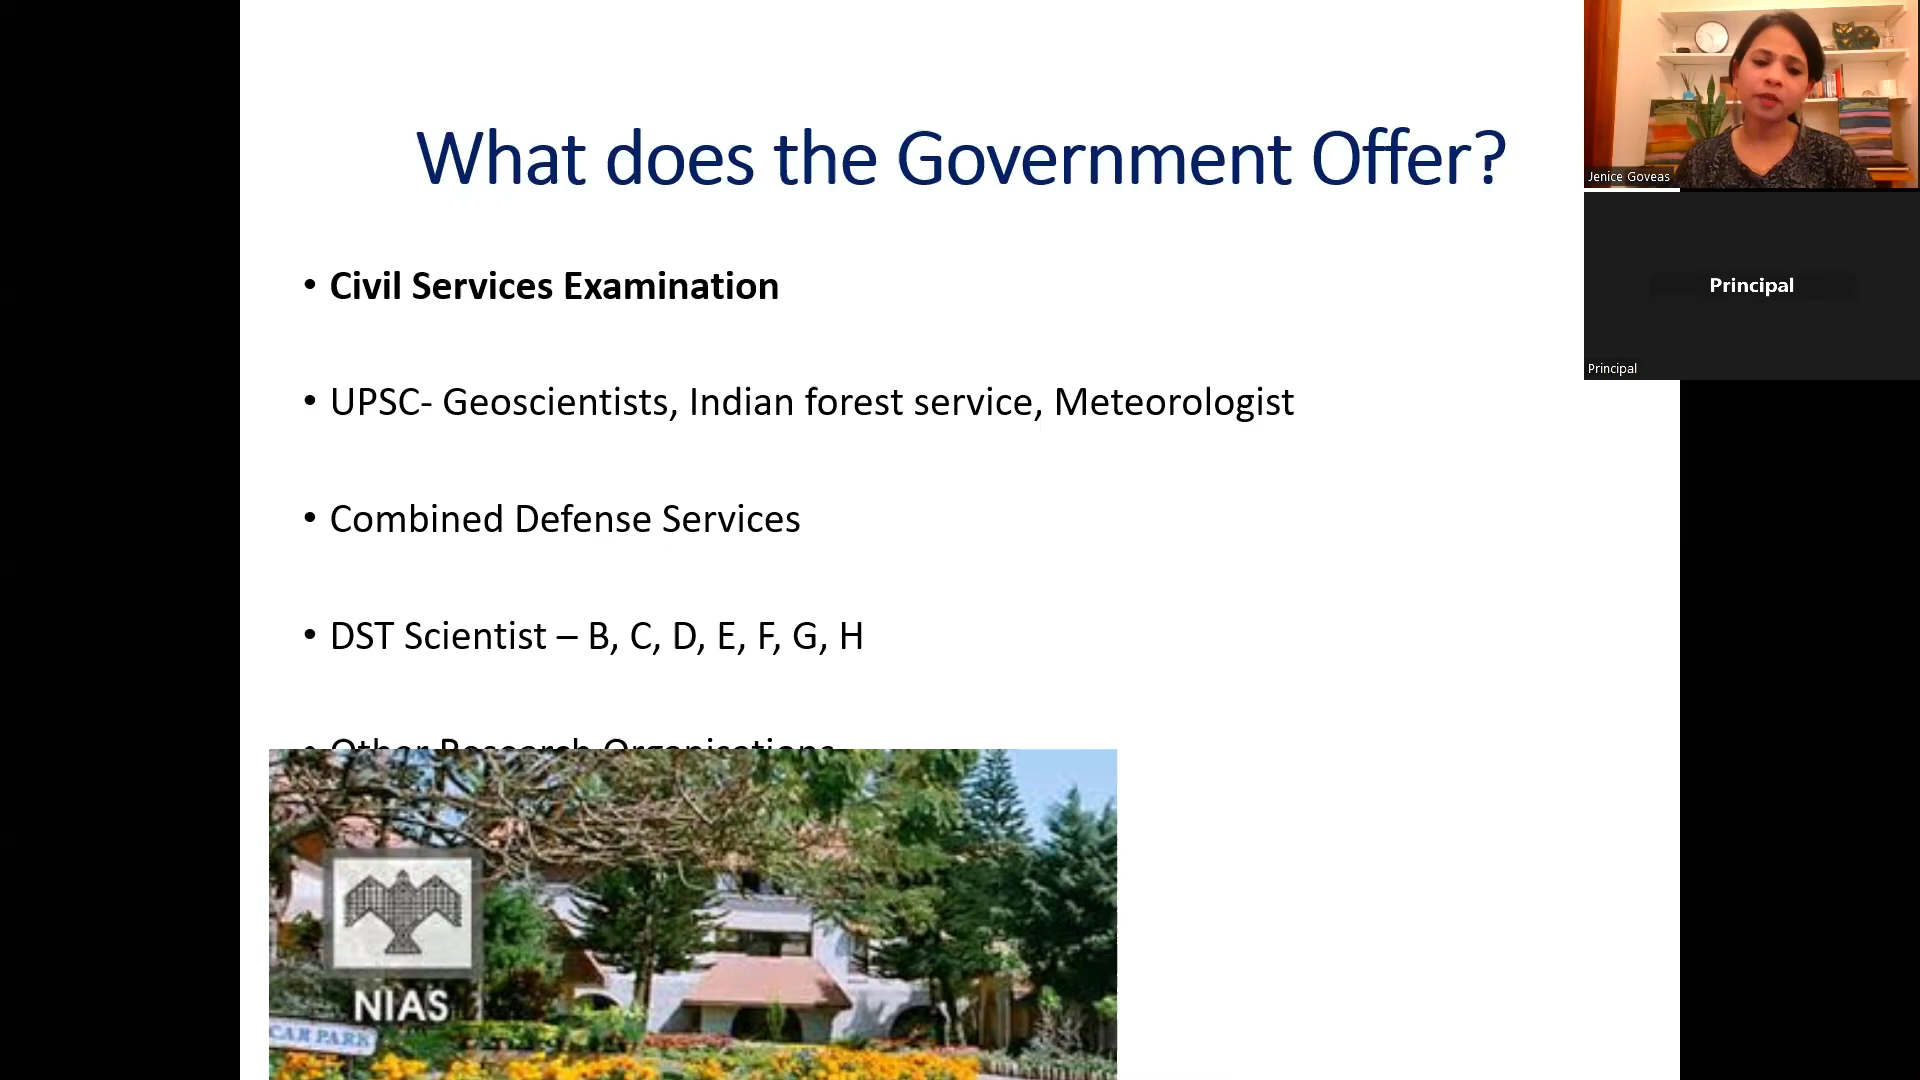 What does the Government Offer?
• Civil Services Examination
• UPSC- Geoscientists, Indian forest service, Meteorologist
• Combined Defense Services
• DST Scientist – B, C, D, E, F, G, H
• Other Research Organisations
NIAS
CAR PARK
Jenice Goveas
Principal
Principal